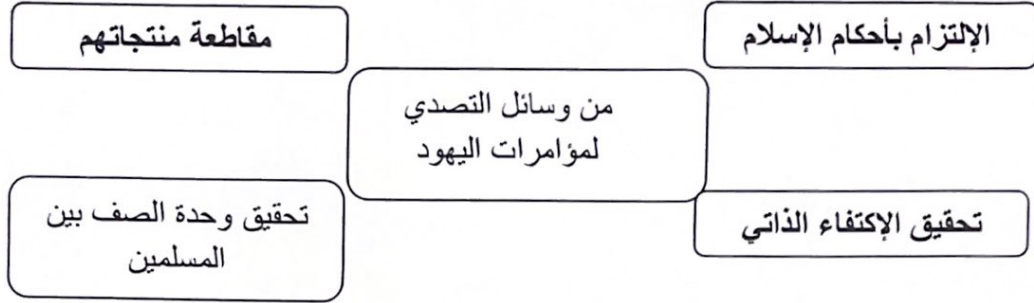 الإلتزام بأحكام الإسلام
مقاطعة منتجاتهم
من وسائل التصدي
لمؤامرات اليهود
تحقيق الإكتفاء الذاتي
تحقيق وحدة الصف بين
المسلمين